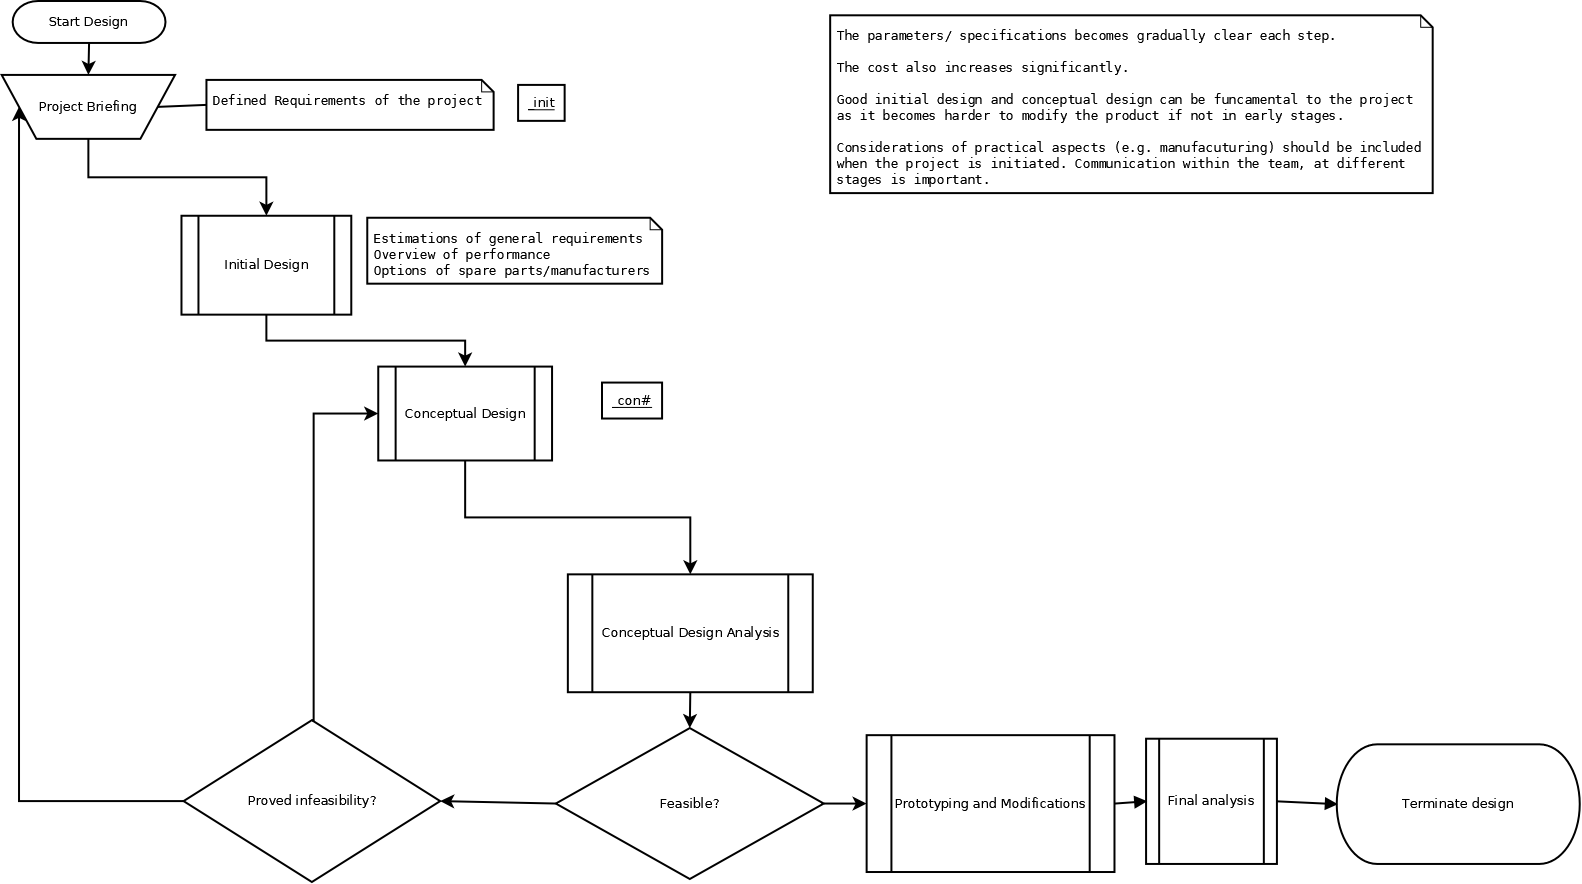 Start Design
Project Briefing
Defined Requirements of the project
_init
The parameters/ specifications becomes gradually clear each step.
The cost also increases significantly.
Good initial design and conceptual design can be funcamental to the project
as it becomes harder to modify the product if not in early stages.
Considerations of practical aspects (e.g. manufacuturing) should be included
when the project is initiated. Communication within the team, at different
stages is important.
Initial Design
Estimations of general requirements
Overview of performance
Options of spare parts/manufacturers
Conceptual Design
_con#
Conceptual Design Analysis
Proved infeasibility?
Feasible?
Prototyping and Modifications
Final analysis
Terminate design